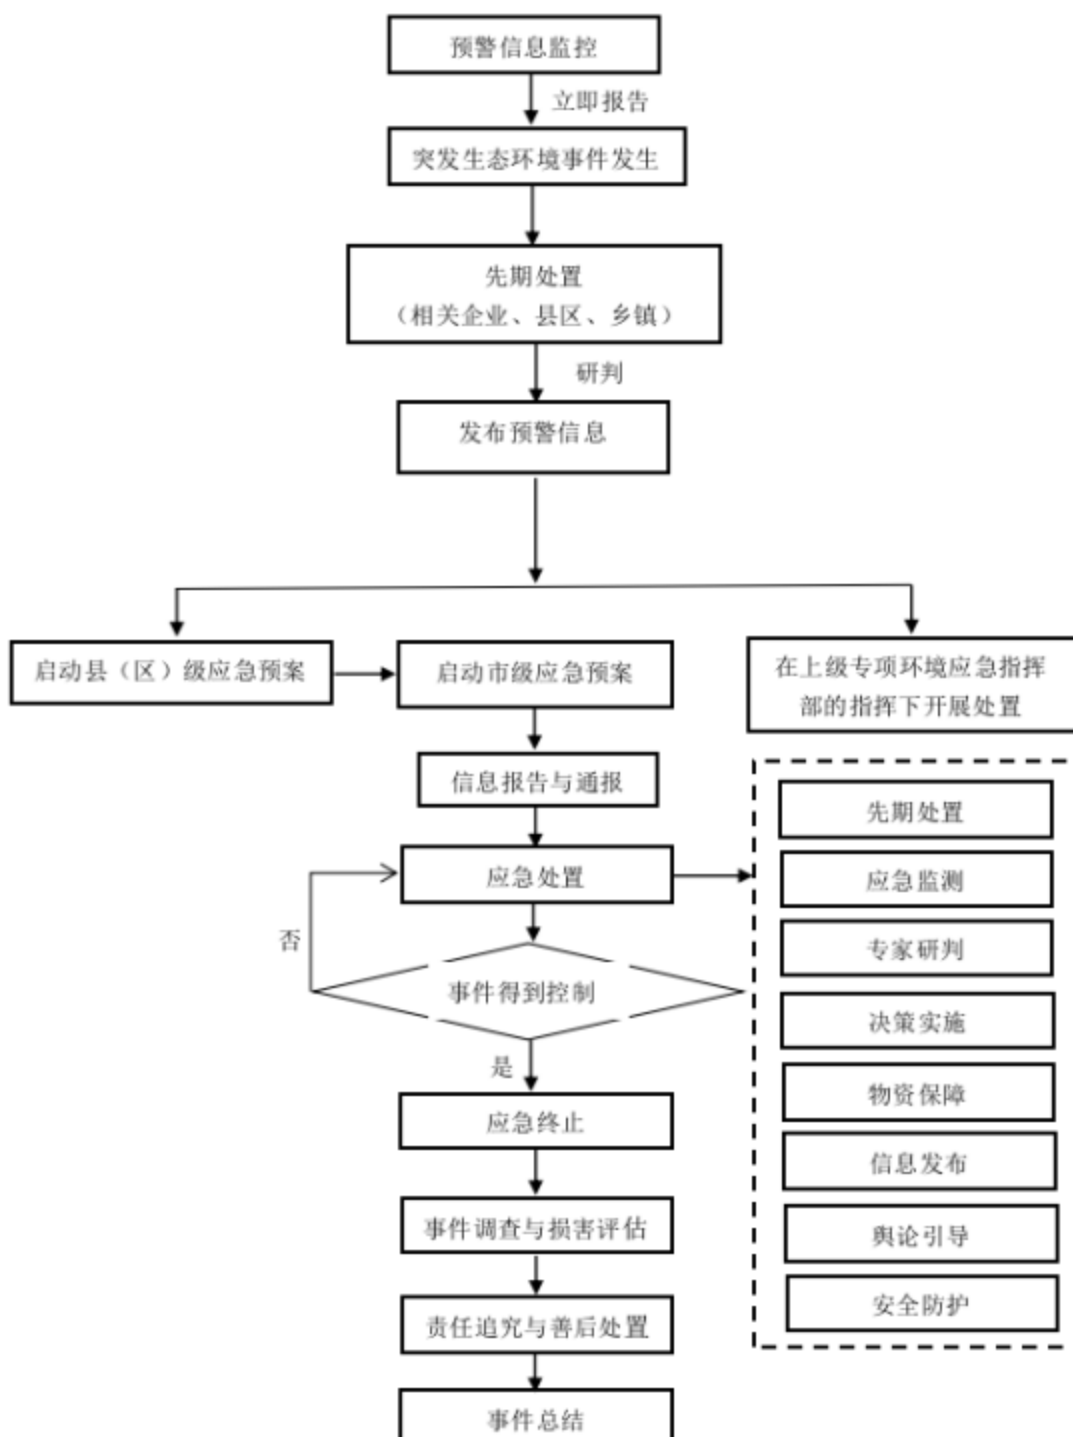 预警信息监控
立即报告
突发生态环境事件发生
先期处置
（相关企业、县区、乡镇）
研判
发布预警信息
启动县（区）级应急预案
启动市级应急预案
在上级专项环境应急指挥
部的指挥下开展处置
信息报告与通报
应急处置
否
事件得到控制
是
应急终止
事件调查与损害评估
责任追究与善后处置
事件总结
先期处置
应急监测
专家研判
决策实施
物资保障
信息发布
舆论引导
安全防护